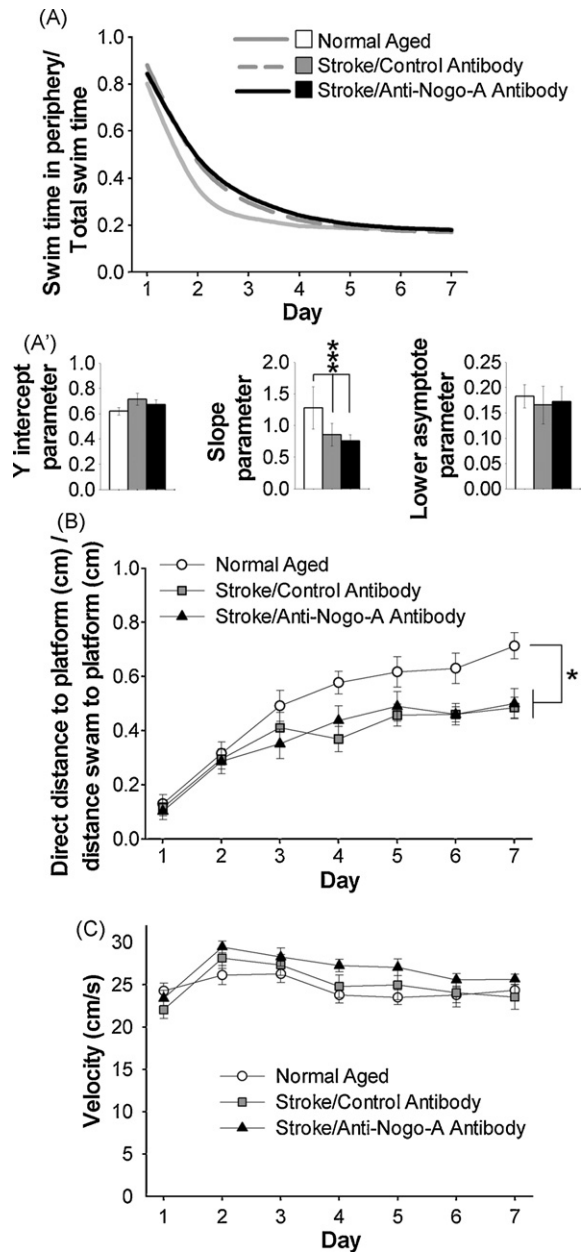 (A)
Swim time in periphery/
Total swim time
1.0
0.8
0.6
0.4
0.2
0.0
Normal Aged
Stroke/Control Antibody
Stroke/Anti-Nogo-A Antibody
1 2 3 4 5 6 7
Day
(A')
Y intercept
parameter
1.0
0.8
0.6
0.4
0.2
0.0
Slope
parameter
2.0
1.5
1.0
0.5
0.0
***
Lower asymptote
parameter
0.25
0.20
0.15
0.10
0.05
0.00
(B)
Direct distance to platform (cm) /
distance swam to platform (cm)
1.0
0.8
0.6
0.4
0.2
0.0
Normal Aged
Stroke/Control Antibody
Stroke/Anti-Nogo-A Antibody
*
1 2 3 4 5 6 7
Day
(C)
Velocity (cm/s)
30
25
20
15
10
5
0
Normal Aged
Stroke/Control Antibody
Stroke/Anti-Nogo-A Antibody
1 2 3 4 5 6 7
Day